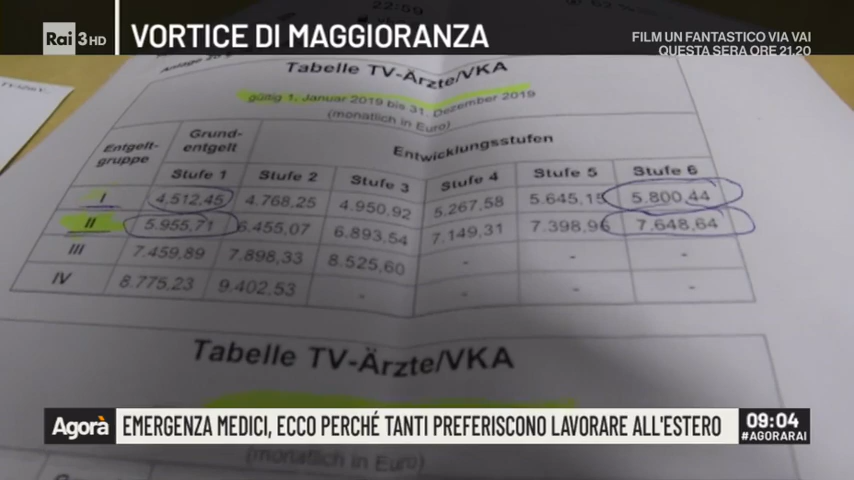 22:59
Rai 3HD
VORTICE DI MAGGIORANZA
FILM UN FANTASTICO VIA VAI
QUESTA SERA ORE 21.20
Tabelle TV-Ärzte/VKA
gültig 1. Januar 2019 bis 31. Dezember 2019
(monatlich in Euro)
Entgelt-
gruppe
Grund-
entgelt
Entwicklungsstufen
Stufe 1 Stufe 2 Stufe 3 Stufe 4 Stufe 5 Stufe 6
I 4.512,45 4.768,25 4.950,92 5.267,58 5.645,15 5.800,44
II 5.955,71 6.455,07 6.893,54 7.149,31 7.398,96 7.648,64
III 7.459,89 7.898,33 8.525,60 - - -
IV 8.775,23 9.402,53 - - - -
Tabelle TV-Ärzte/VKA
Agorà
EMERGENZA MEDICI, ECCO PERCHÉ TANTI PREFERISCONO LAVORARE ALL'ESTERO
09:04
#AGORARAI
(monatlich in Euro)